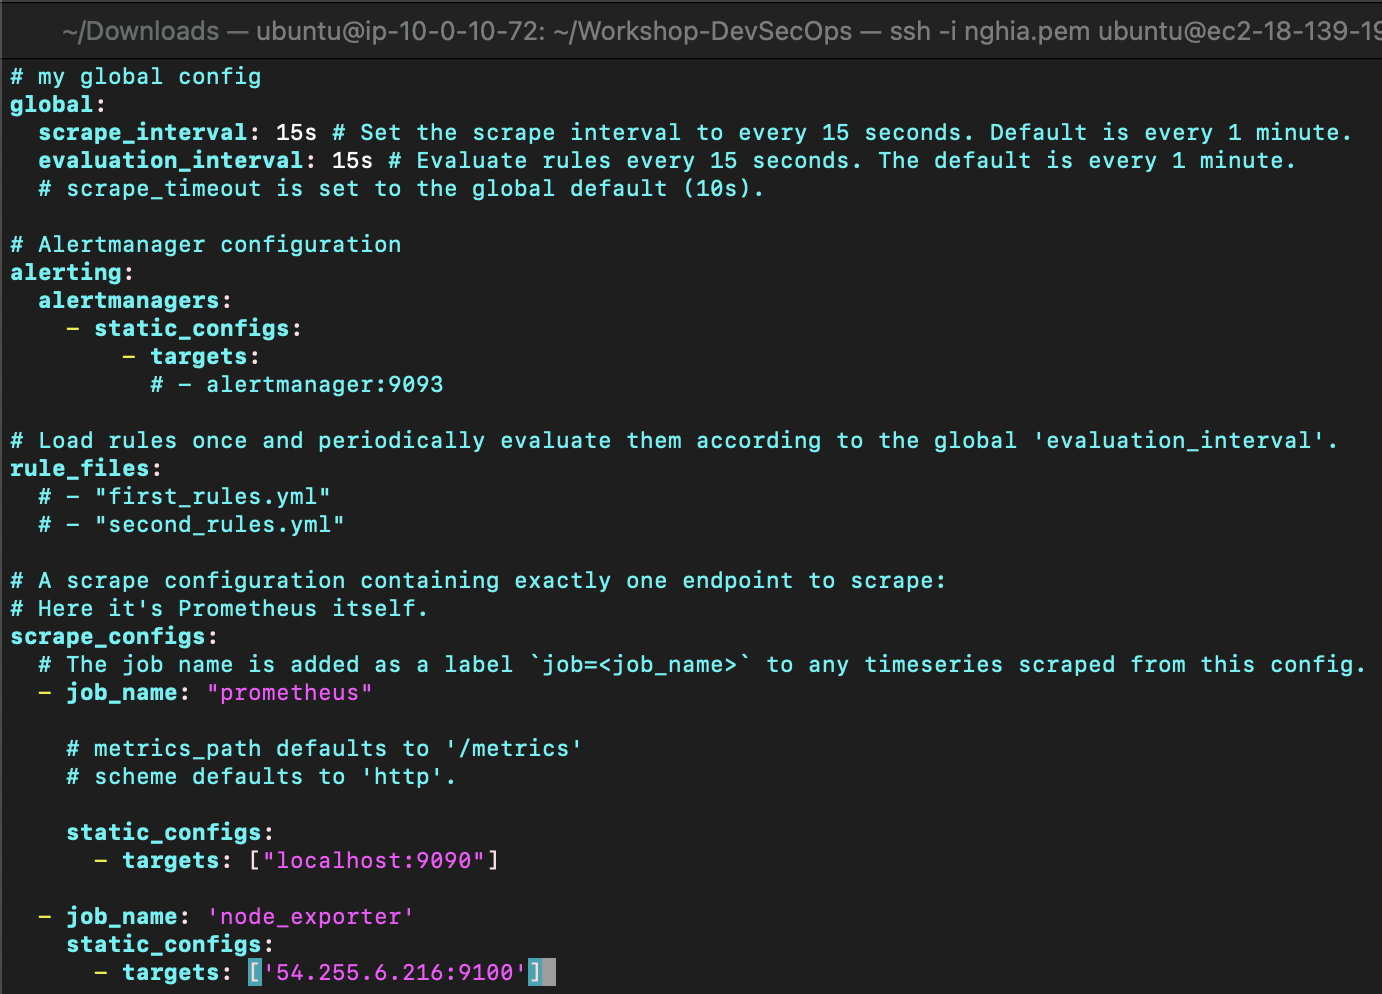 ~/Downloads — ubuntu@ip-10-0-10-72: ~/Workshop-DevSecOps — ssh -i nghia.pem ubuntu@ec2-18-139-19
# my global config
global:
  scrape_interval: 15s # Set the scrape interval to every 15 seconds. Default is every 1 minute.
  evaluation_interval: 15s # Evaluate rules every 15 seconds. The default is every 1 minute.
  # scrape_timeout is set to the global default (10s).
# Alertmanager configuration
alerting:
  alertmanagers:
    - static_configs:
        - targets:
          # - alertmanager:9093
# Load rules once and periodically evaluate them according to the global 'evaluation_interval'.
rule_files:
  # - "first_rules.yml"
  # - "second_rules.yml"
# A scrape configuration containing exactly one endpoint to scrape:
# Here it's Prometheus itself.
scrape_configs:
  # The job name is added as a label `job=<job_name>` to any timeseries scraped from this config.
  - job_name: "prometheus"
    # metrics_path defaults to '/metrics'
    # scheme defaults to 'http'.
    static_configs:
      - targets: ["localhost:9090"]
  - job_name: 'node_exporter'
    static_configs:
      - targets: ['54.255.6.216:9100']